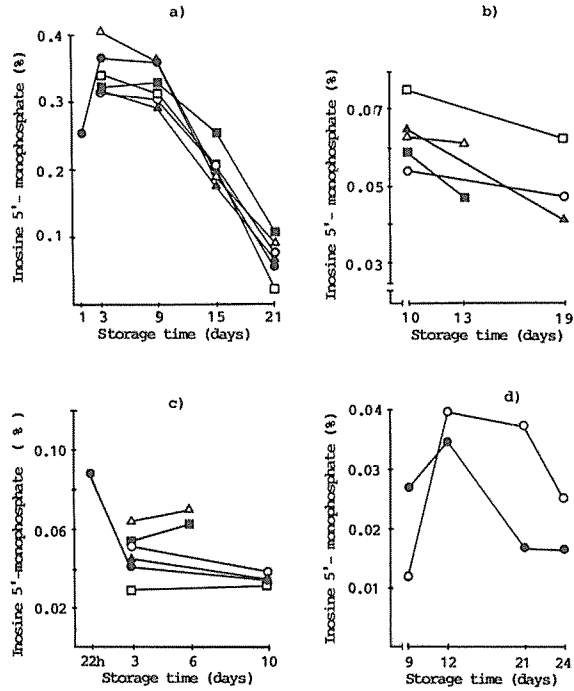 a)
Inosine 5'- monophosphate (%)
0.4
0.3
0.2
0.1
1 3 9 15 21
Storage time (days)
b)
Inosine 5'- monophosphate (%)
0.07
0.05
0.03
10 13 19
Storage time (days)
c)
Inosine 5'-monophosphate ( % )
0.10
0.06
0.02
22h 3 6 10
Storage time (days)
d)
Inosine 5'- monophosphate (%)
0.04
0.03
0.02
0.01
9 12 21 24
Storage time (days)